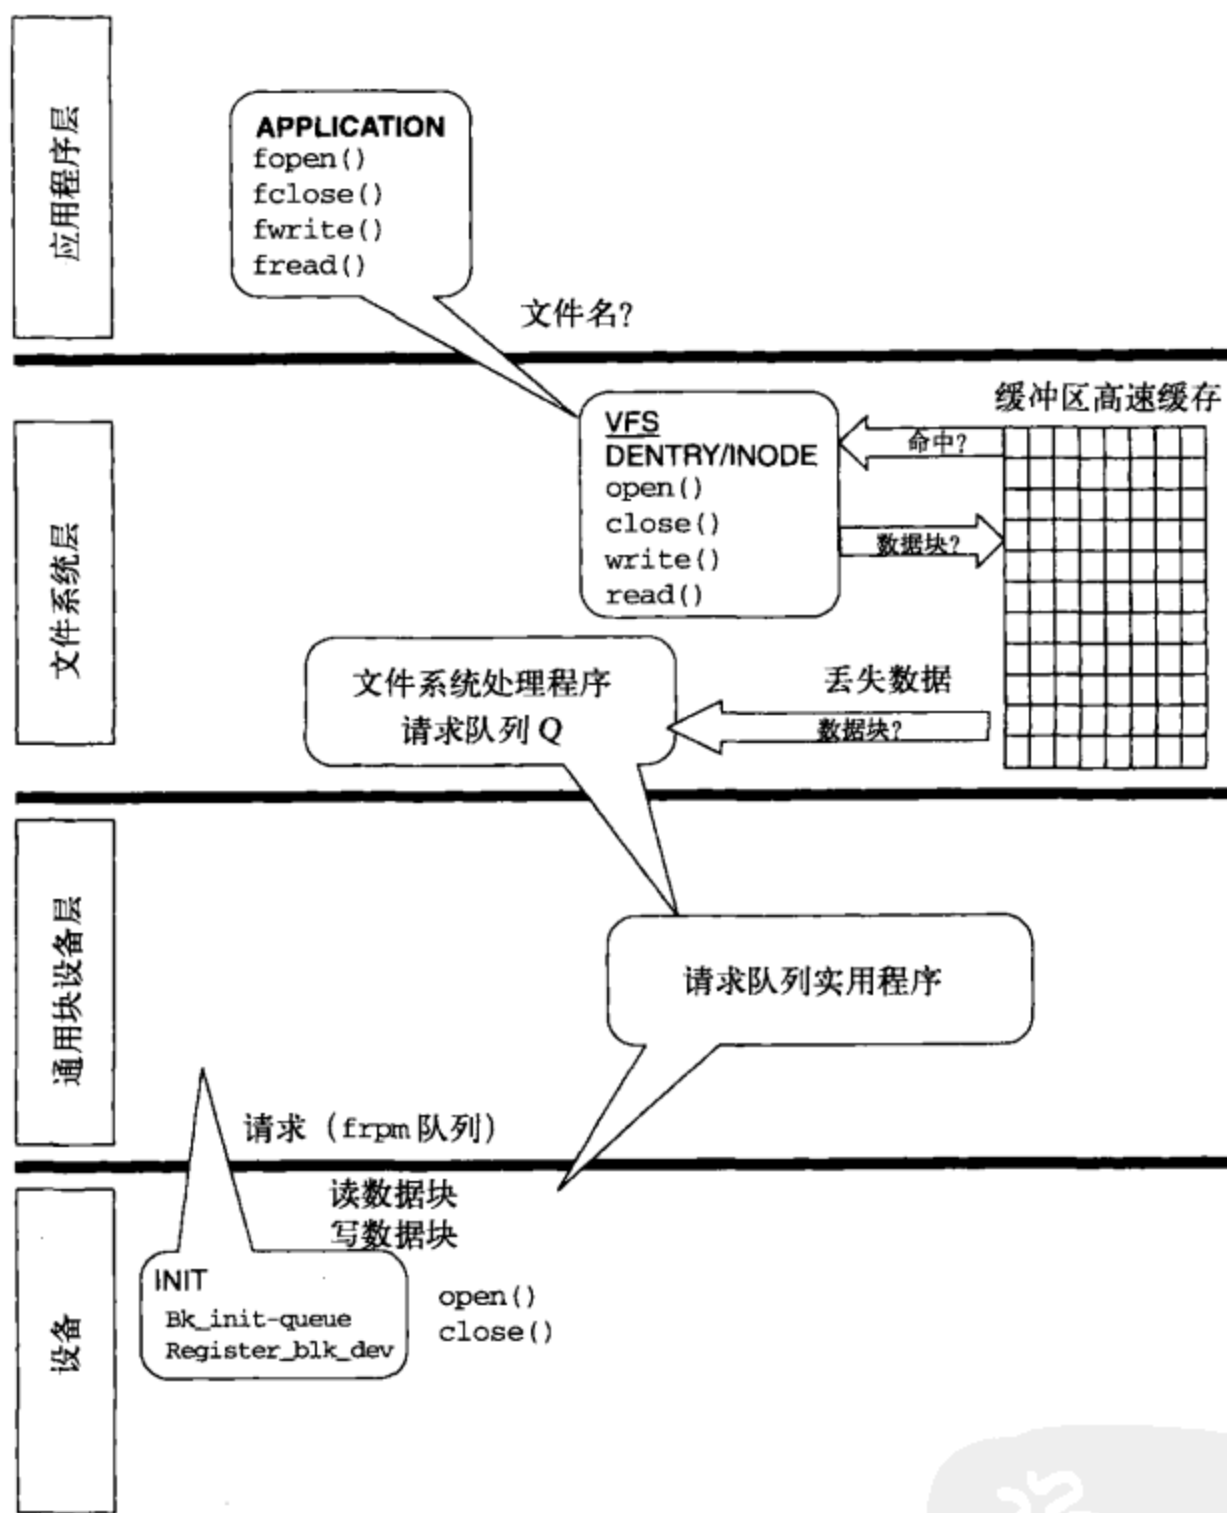 应用程序层
APPLICATION
fopen()
fclose()
fwrite()
fread()
文件名?
文件系统层
缓冲区高速缓存
VFS
DENTRY/INODE
open()
close()
write()
read()
命中?
数据块?
文件系统处理程序
请求队列 Q
丢失数据
数据块?
通用块设备层
请求队列实用程序
请求（frpm 队列）
设备
读数据块
写数据块
INIT
Bk_init-queue
Register_blk_dev
open()
close()